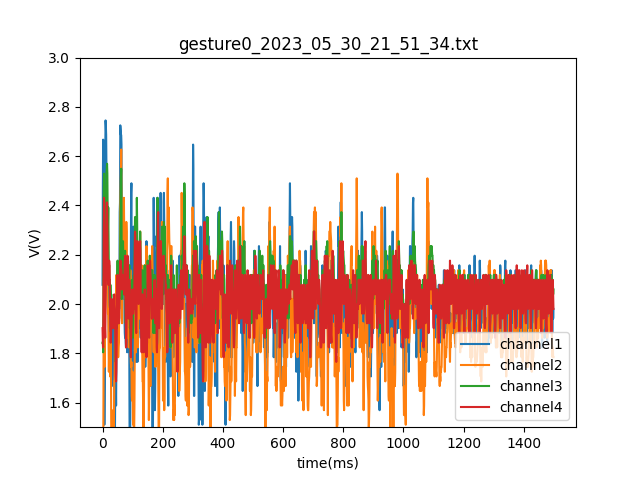 gesture0_2023_05_30_21_51_34.txt
3.0
2.8
2.6
2.4
2.2
2.0
1.8
1.6
V(V)
channel1
channel2
channel3
channel4
0 200 400 600 800 1000 1200 1400
time(ms)